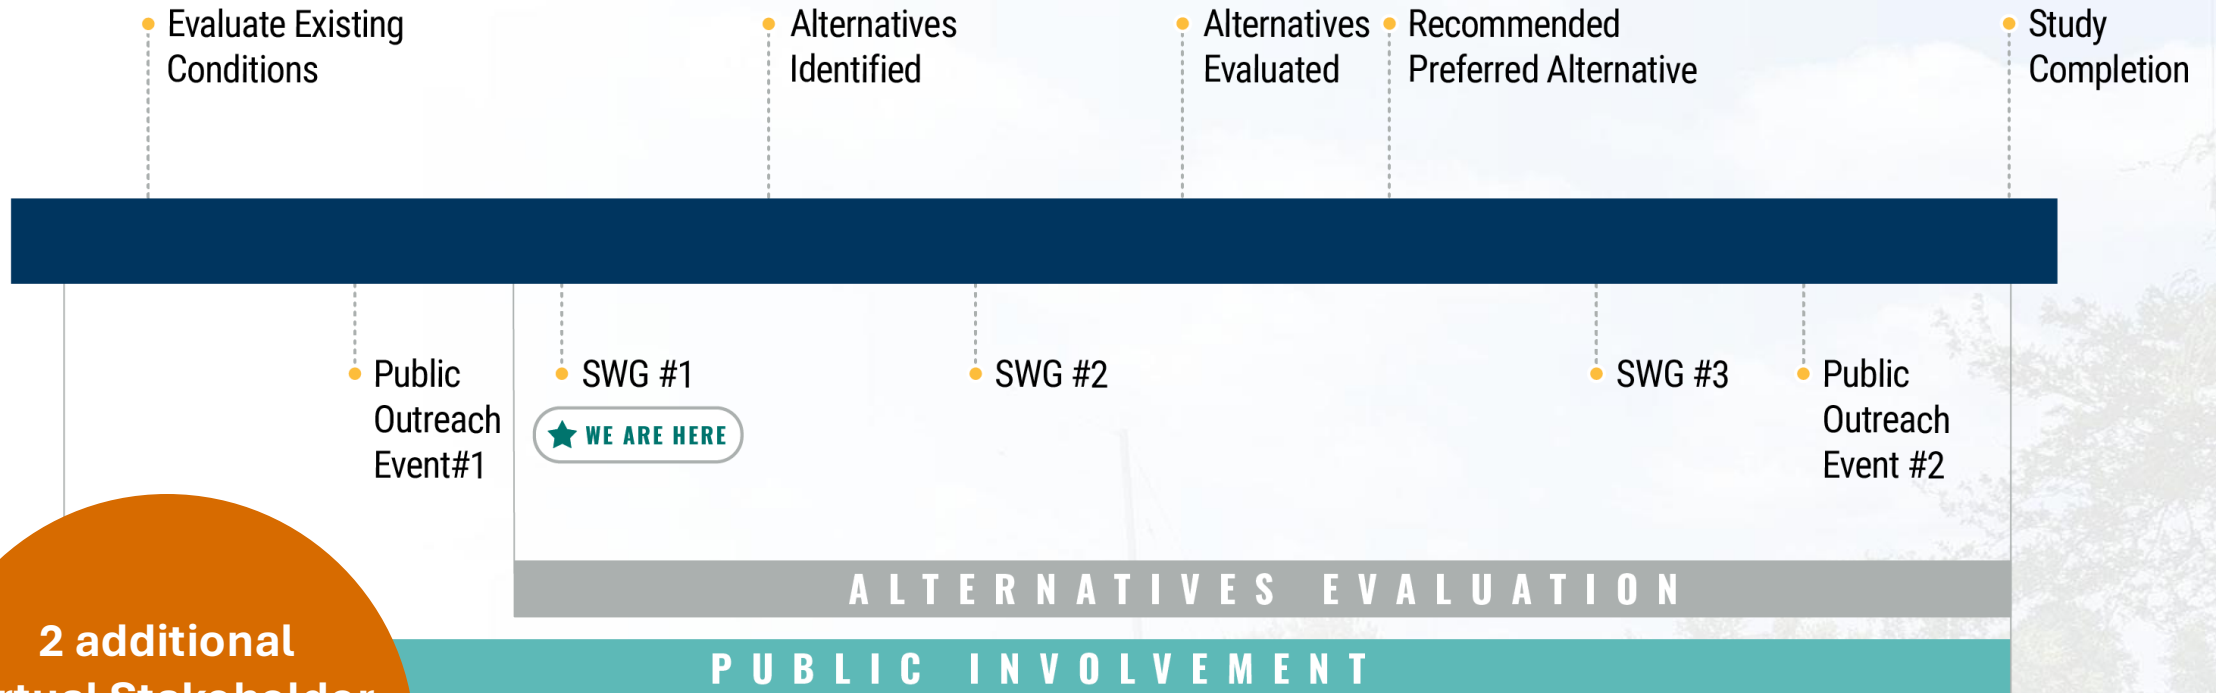 Evaluate Existing
Conditions
Alternatives
Identified
Alternatives
Evaluated
Recommended
Preferred Alternative
Study
Completion
Public
Outreach
Event#1
SWG #1
WE ARE HERE
SWG #2
SWG #3
Public
Outreach
Event #2
ALTERNATIVES EVALUATION
PUBLIC INVOLVEMENT
2 additional
Stakeholder